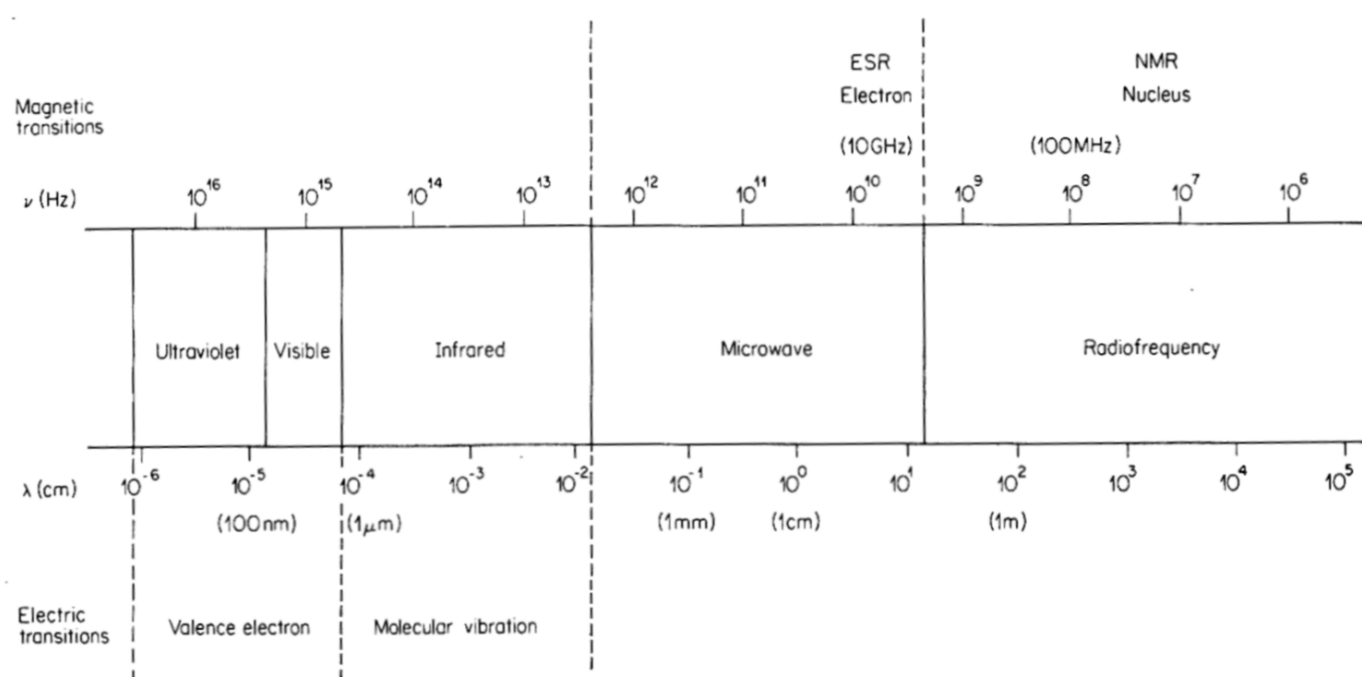 ESR NMR
Magnetic transitions Electron Nucleus
(10GHz) (100MHz)
ν (Hz) 10^16 10^15 10^14 10^13 10^12 10^11 10^10 10^9 10^8 10^7 10^6
Ultraviolet Visible Infrared Microwave Radiofrequency
λ (cm) 10^-6 10^-5 10^-4 10^-3 10^-2 10^-1 10^0 10^1 10^2 10^3 10^4 10^5
(100nm) (1μm) (1mm) (1cm) (1m)
Electric
transitions Valence electron Molecular vibration